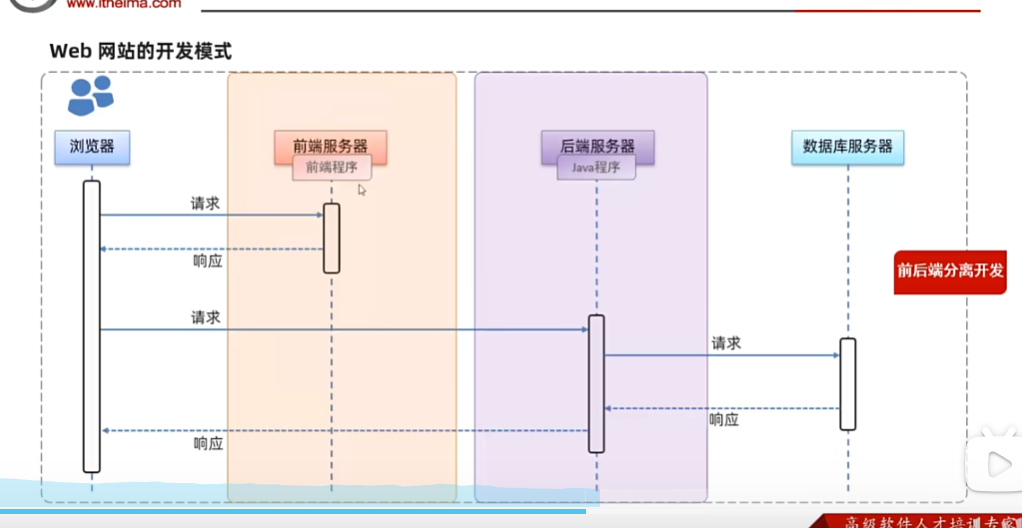 www.itheima.com
Web 网站的开发模式
浏览器
前端服务器
前端程序
后端服务器
Java程序
数据库服务器
请求
响应
前后端分离开发
请求
请求
响应
响应
高级软件人才培训专家